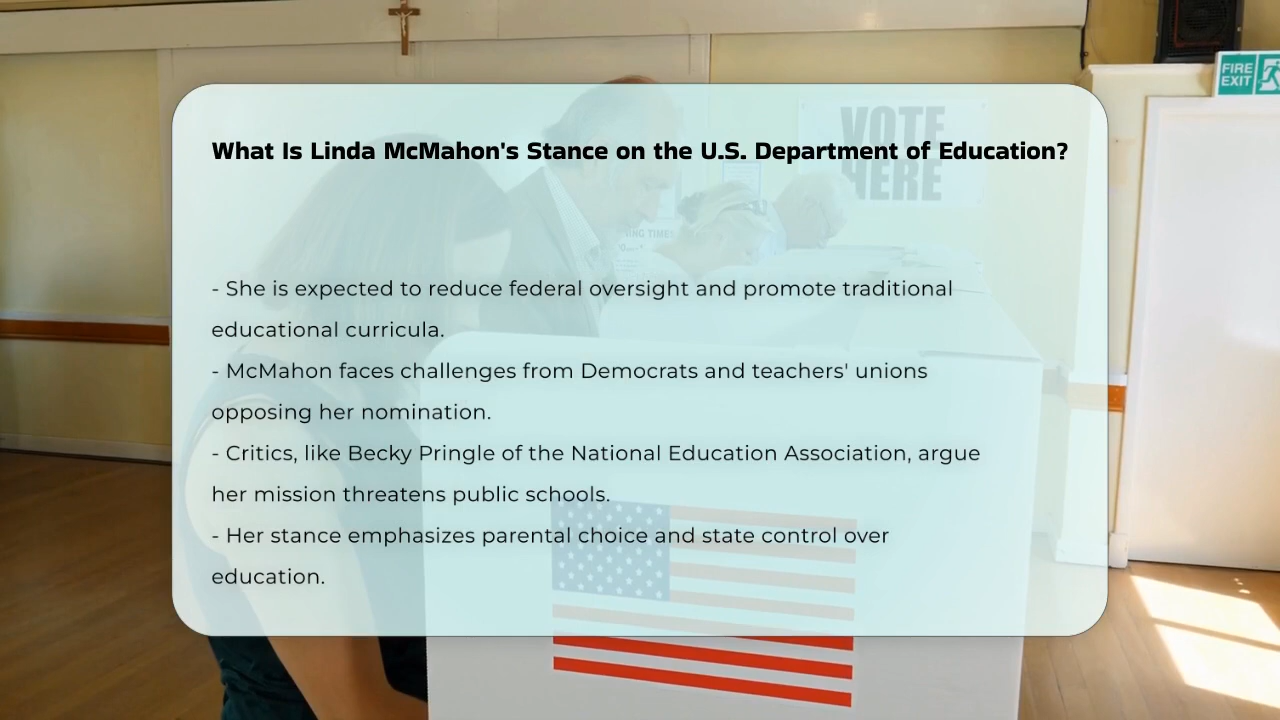 FIRE
EXIT
VOTE
HERE
What Is Linda McMahon's Stance on the U.S. Department of Education?
- She is expected to reduce federal oversight and promote traditional
educational curricula.
- McMahon faces challenges from Democrats and teachers' unions
opposing her nomination.
- Critics, like Becky Pringle of the National Education Association, argue
her mission threatens public schools.
- Her stance emphasizes parental choice and state control over
education.